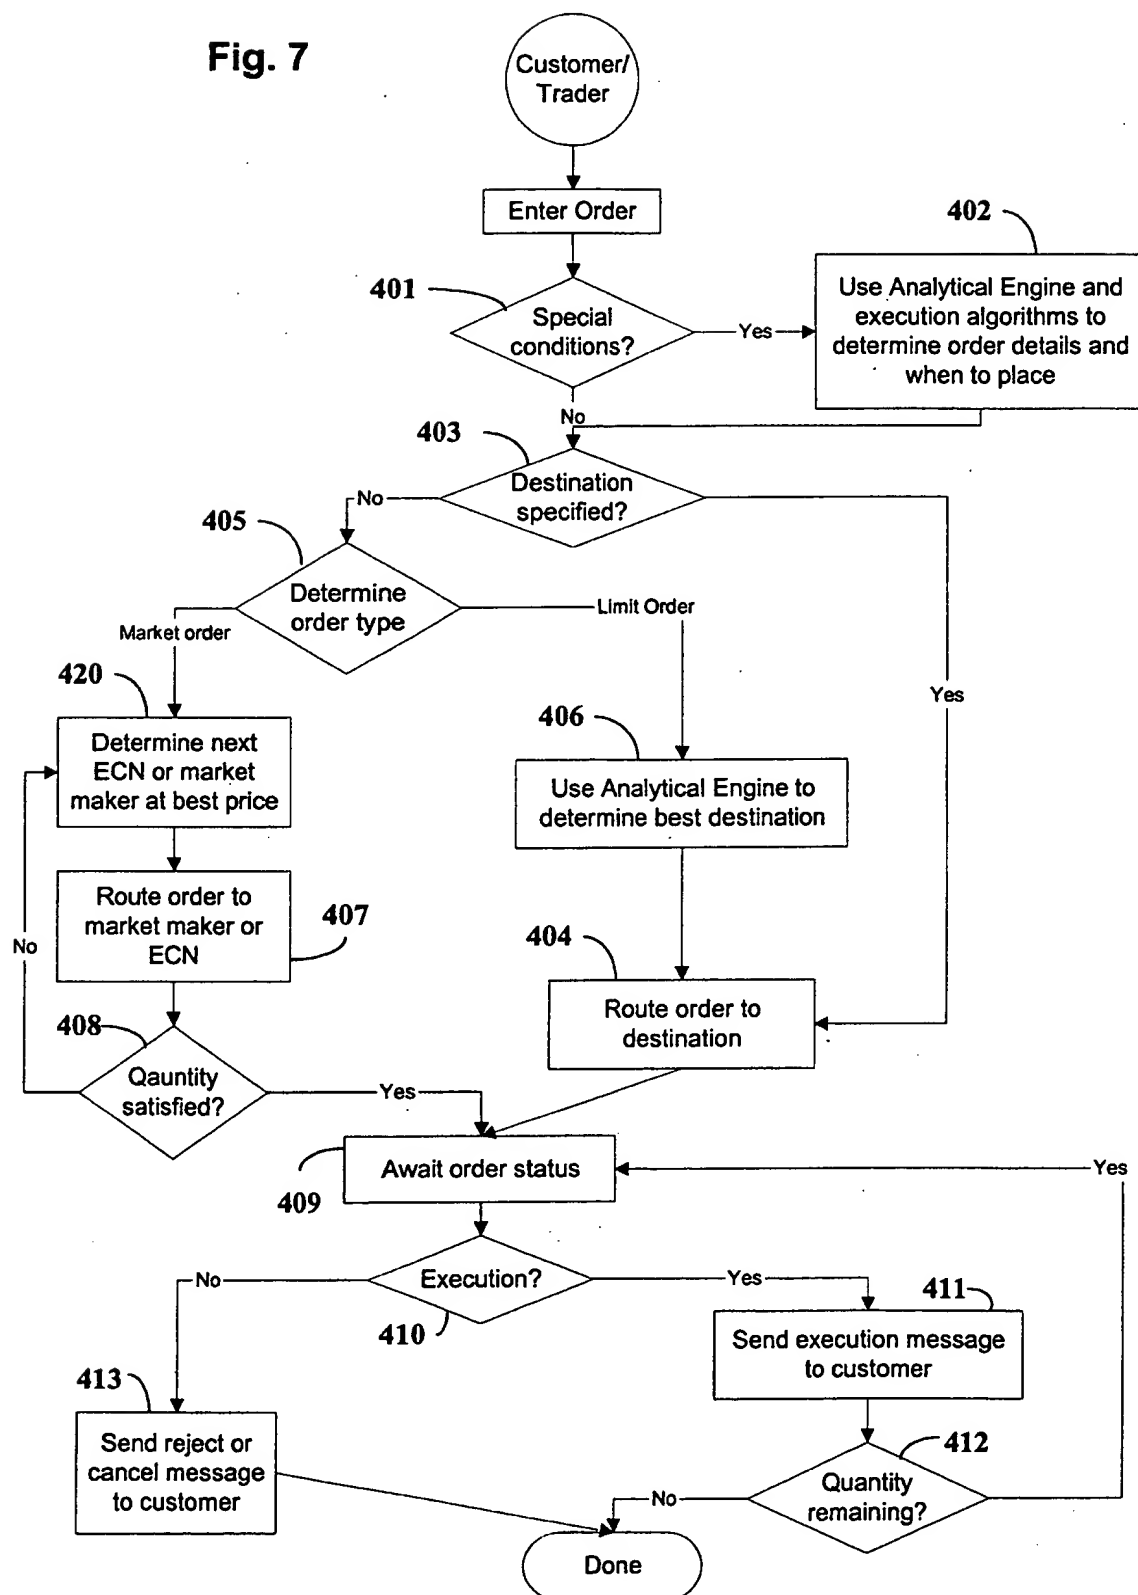 Fig. 7
Customer/
Trader
Enter Order
402
401
Special
conditions?
Yes
Use Analytical Engine and
execution algorithms to
determine order details and
when to place
No
403
Destination
specified?
No
405
Determine
order type
Limit Order
Market order
420
Yes
Determine next
ECN or market
maker at best price
406
Use Analytical Engine to
determine best destination
Route order to
market maker or
ECN
407
No
404
Route order to
destination
408
Qauntity
satisfied?
Yes
Await order status
Yes
409
Execution?
No
Yes
410
411
Send execution message
to customer
413
Send reject or
cancel message
to customer
412
Quantity
remaining?
No
Done